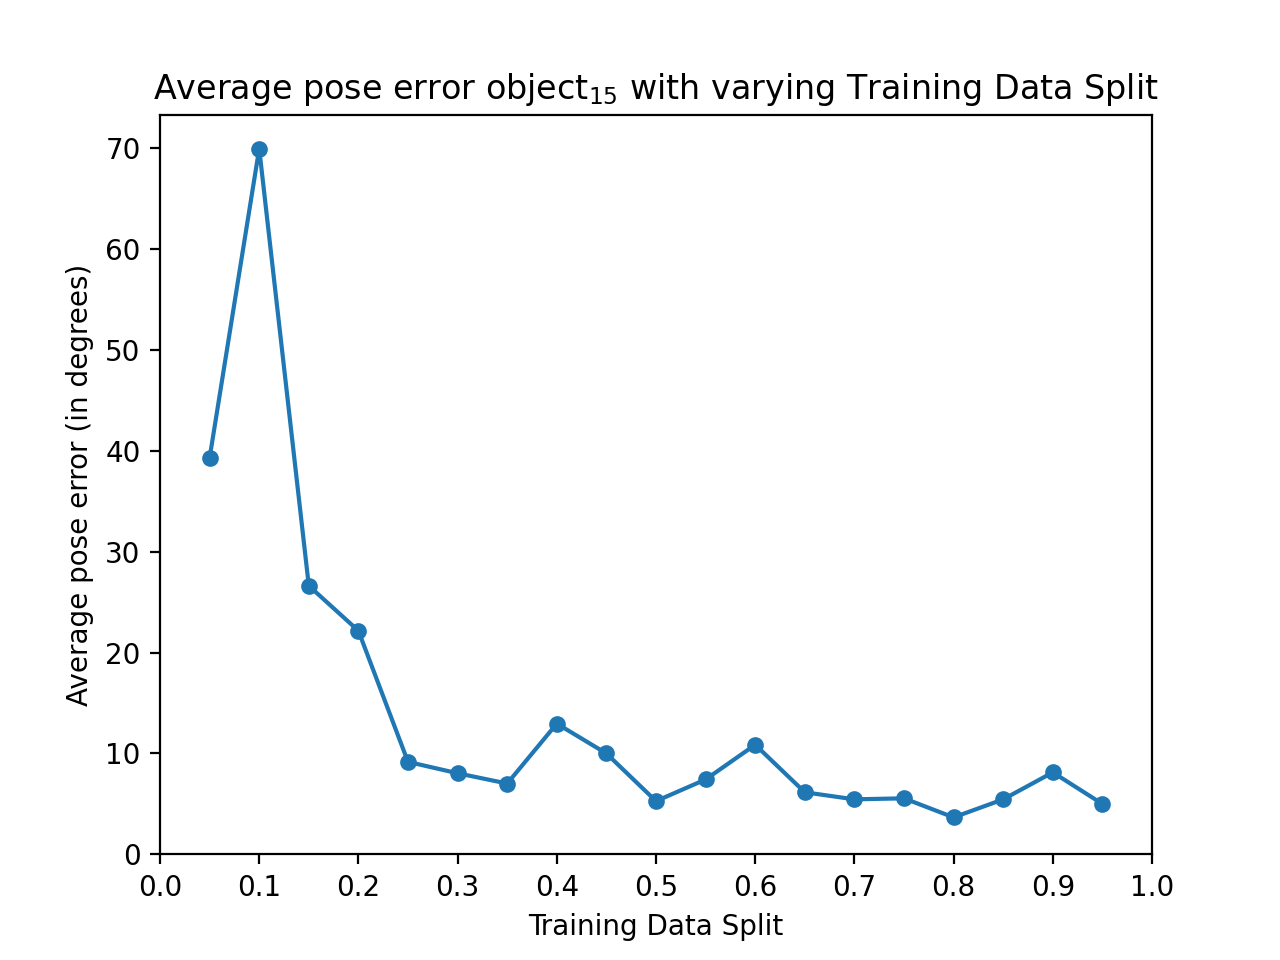 Average pose error object₁₅ with varying Training Data Split
Average pose error (in degrees)
70
60
50
40
30
20
10
0
0.0 0.1 0.2 0.3 0.4 0.5 0.6 0.7 0.8 0.9 1.0
Training Data Split